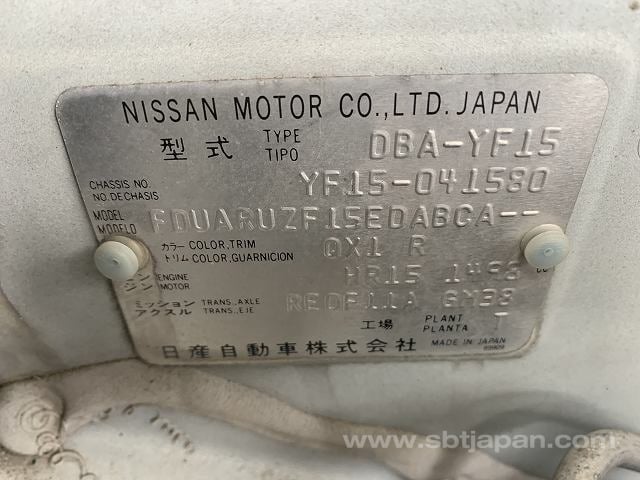 NISSAN MOTOR CO.,LTD. JAPAN
型式 TYPE TIPO DBA-YF15
CHASSIS NO. NO. DE CHASIS YF15-041580
MODEL MODELO FDUARUZF15EDABCA--
カラー COLOR,TRIM
トリム COLOR,GUARNICION QX1 R
ENGINE
ジン MOTOR HR15 1498 cc
ミッション TRANS.,AXLE
アクスル TRANS.,EJE RE0F11A GM38
工場 PLANT PLANTA T
日産自動車株式会社 MADE IN JAPAN
www.sbtjapan.com